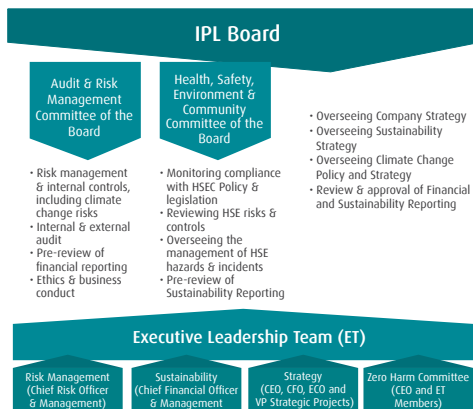 IPL Board
Audit & Risk
Management
Committee of the
Board
• Risk management
& internal controls,
including climate
change risks
• Internal & external
audit
• Pre-review of
financial reporting
• Ethics & business
conduct
Health, Safety,
Environment &
Community
Committee of the
Board
• Monitoring compliance
with HSEC Policy &
legislation
• Reviewing HSE risks &
controls
• Overseeing the
management of HSE
hazards & incidents
• Pre-review of
Sustainability Reporting
• Overseeing Company Strategy
• Overseeing Sustainability
Strategy
• Overseeing Climate Change
Policy and Strategy
• Review & approval of Financial
and Sustainability Reporting
Executive Leadership Team (ET)
Risk Management
(Chief Risk Officer
& Management)
Sustainability
(Chief Financial Officer
& Management
Strategy
(CEO, CFO, ECO and
VP Strategic Projects)
Zero Harm Committee
(CEO and ET
Members)